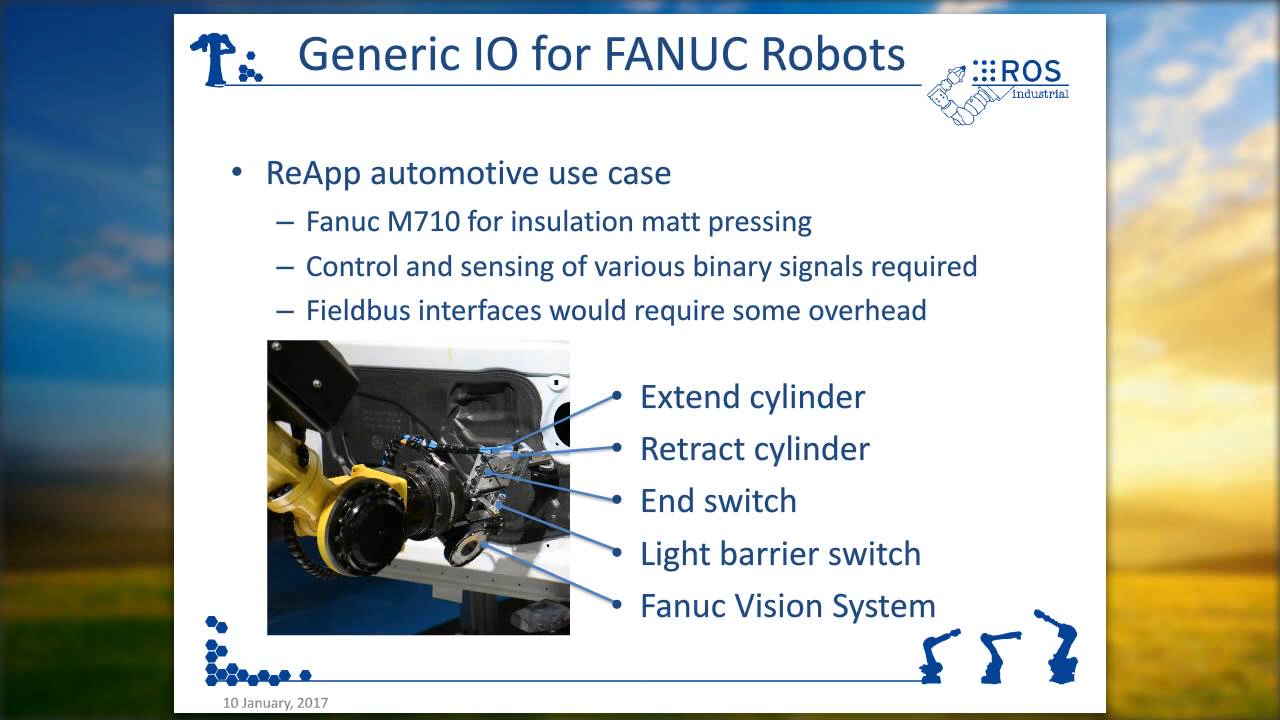 Generic IO for FANUC Robots
ROS
industrial
• ReApp automotive use case
– Fanuc M710 for insulation matt pressing
– Control and sensing of various binary signals required
– Fieldbus interfaces would require some overhead
• Extend cylinder
• Retract cylinder
• End switch
• Light barrier switch
• Fanuc Vision System
10 January, 2017